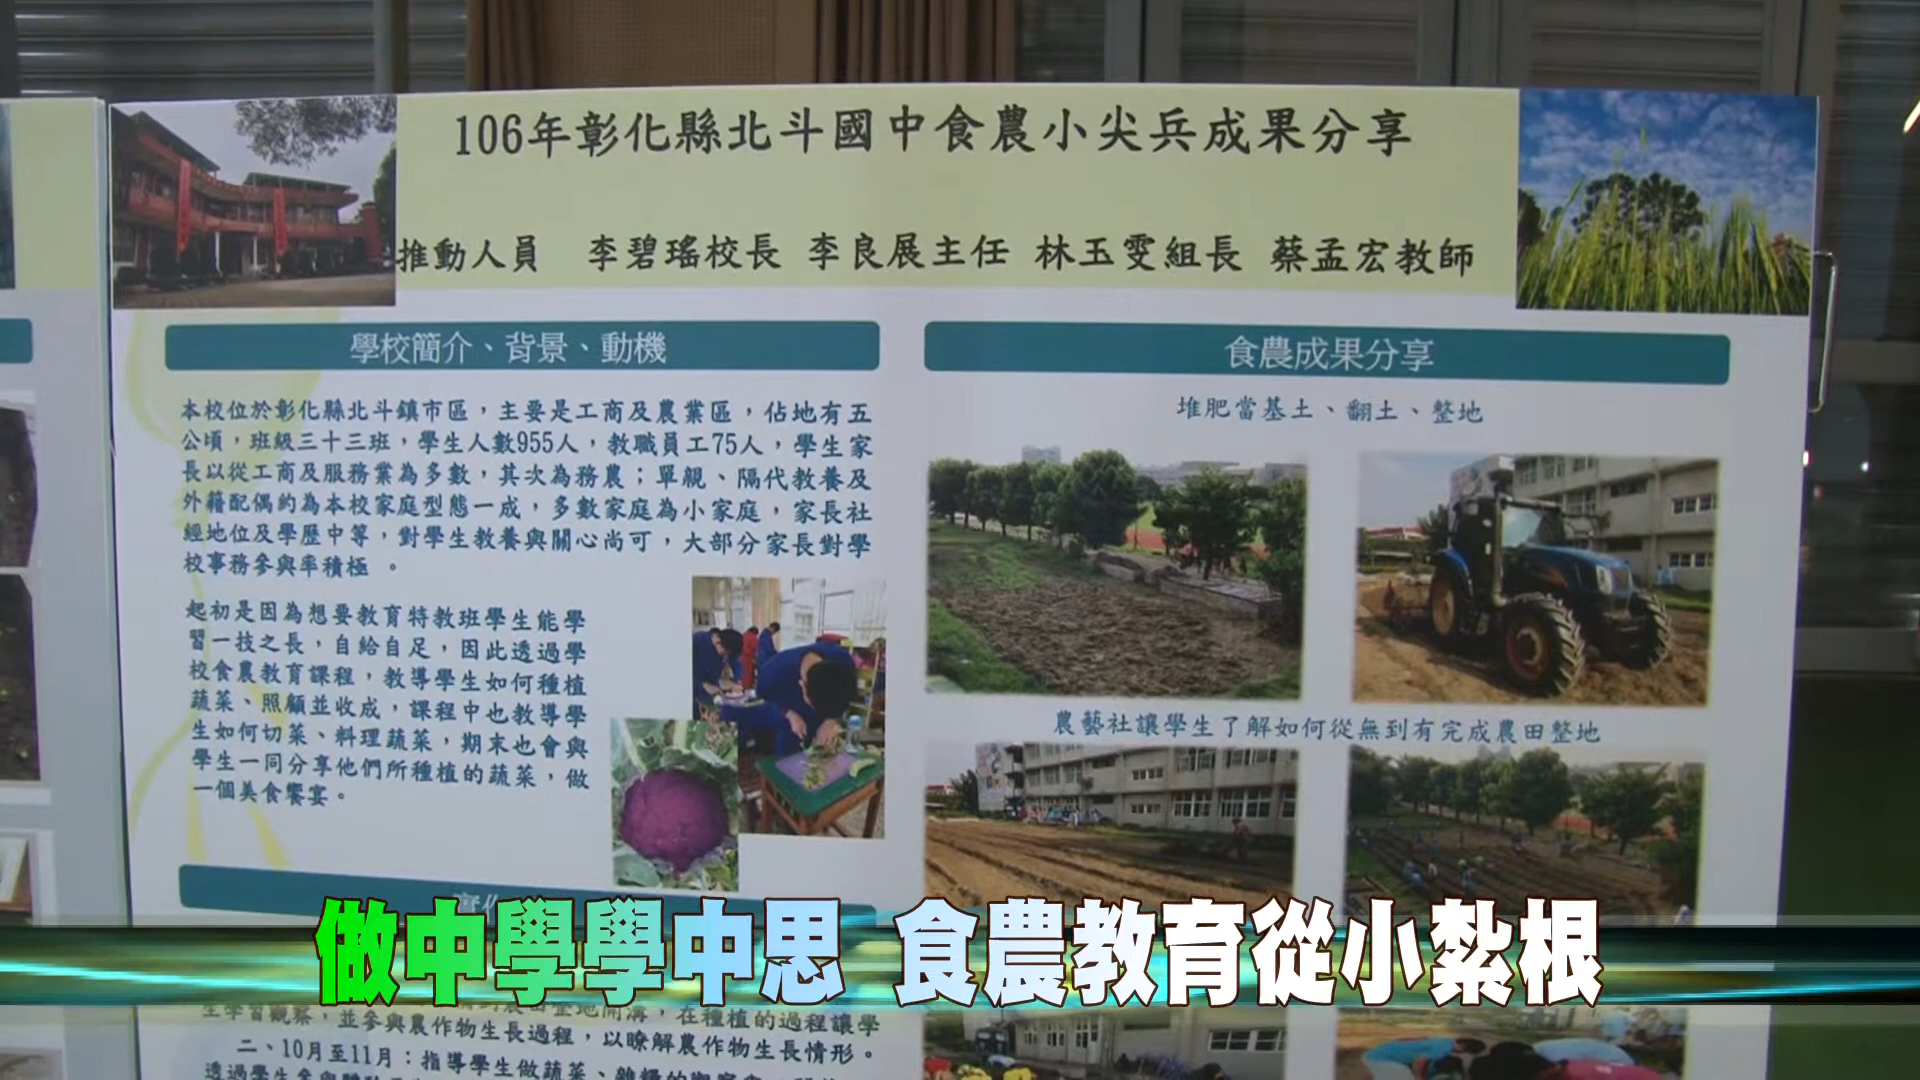 106年彰化縣北斗國中食農小尖兵成果分享
推動人員 李碧瑤校長 李良展主任 林玉雯組長 蔡孟宏教師
學校簡介、背景、動機
本校位於彰化縣北斗鎮市區，主要是工商及農業區，佔地有五
公頃，班級三十三班，學生人數955人，教職員工75人，學生家
長以從工商及服務業為多數，其次為務農；單親、隔代教養及
外籍配偶約為本校家庭型態一成，多數家庭為小家庭，家長社
經地位及學歷中等，對學生教養與關心尚可，大部分家長對學
校事務參與率積極 。
起初是因為想要教育特教班學生能學
習一技之長，自給自足，因此透過學
校食農教育課程，教導學生如何種植
蔬菜、照顧並收成，課程中也教導學
生如何切菜、料理蔬菜，期末也會與
學生一同分享他們所種植的蔬菜，做
一個美食饗宴。
食農成果分享
堆肥當基土、翻土、整地
農藝社讓學生了解如何從無到有完成農田整地
做中學學中思 食農教育從小紮根
生學習觀察，並參與農作物生長過程，以瞭解農作物生長情形。
二、10月至11月：指導學生做蔬菜、雜糧的